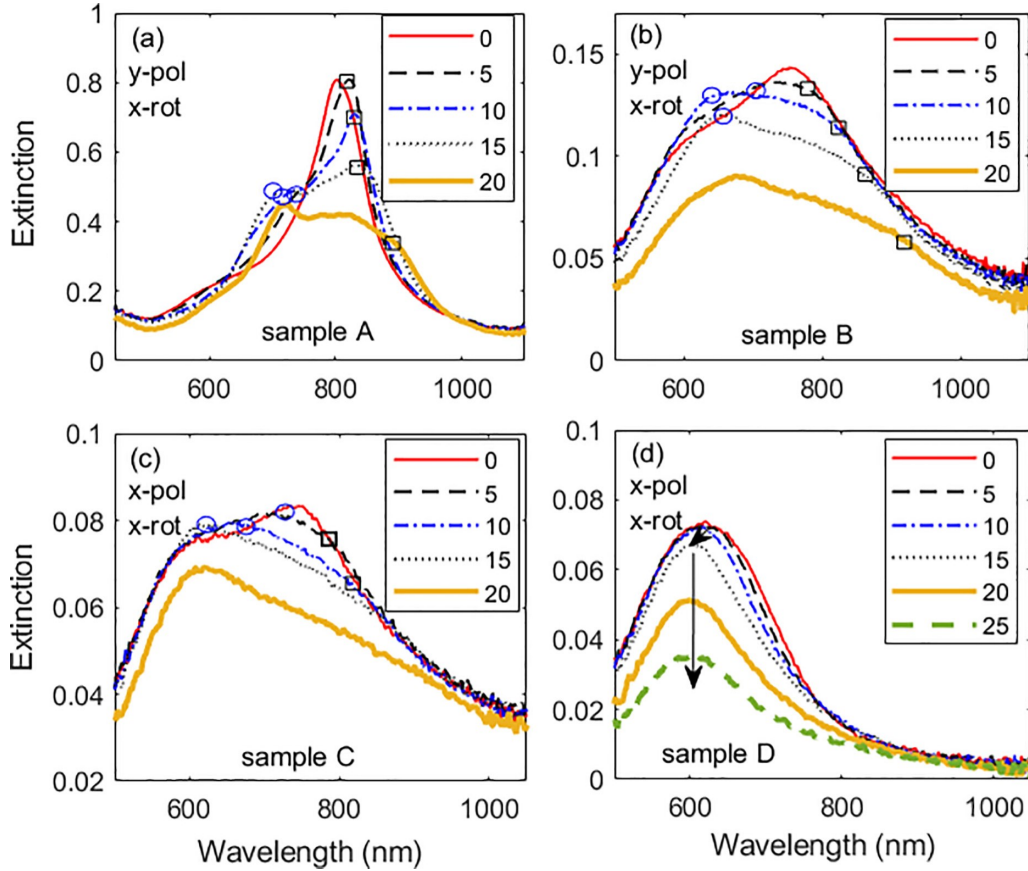 1
0.8
0.6
0.4
0.2
0
Extinction
(a)
y-pol
x-rot
0
5
10
15
20
sample A
600
800
1000
0.15
0.1
0.05
0
(b)
y-pol
x-rot
0
5
10
15
20
sample B
600
800
1000
0.1
0.08
0.06
0.04
0.02
Extinction
(c)
x-pol
x-rot
0
5
10
15
20
sample C
600
800
1000
Wavelength (nm)
0.1
0.08
0.06
0.04
0.02
0
(d)
x-pol
x-rot
0
5
10
15
20
25
sample D
600
800
1000
Wavelength (nm)